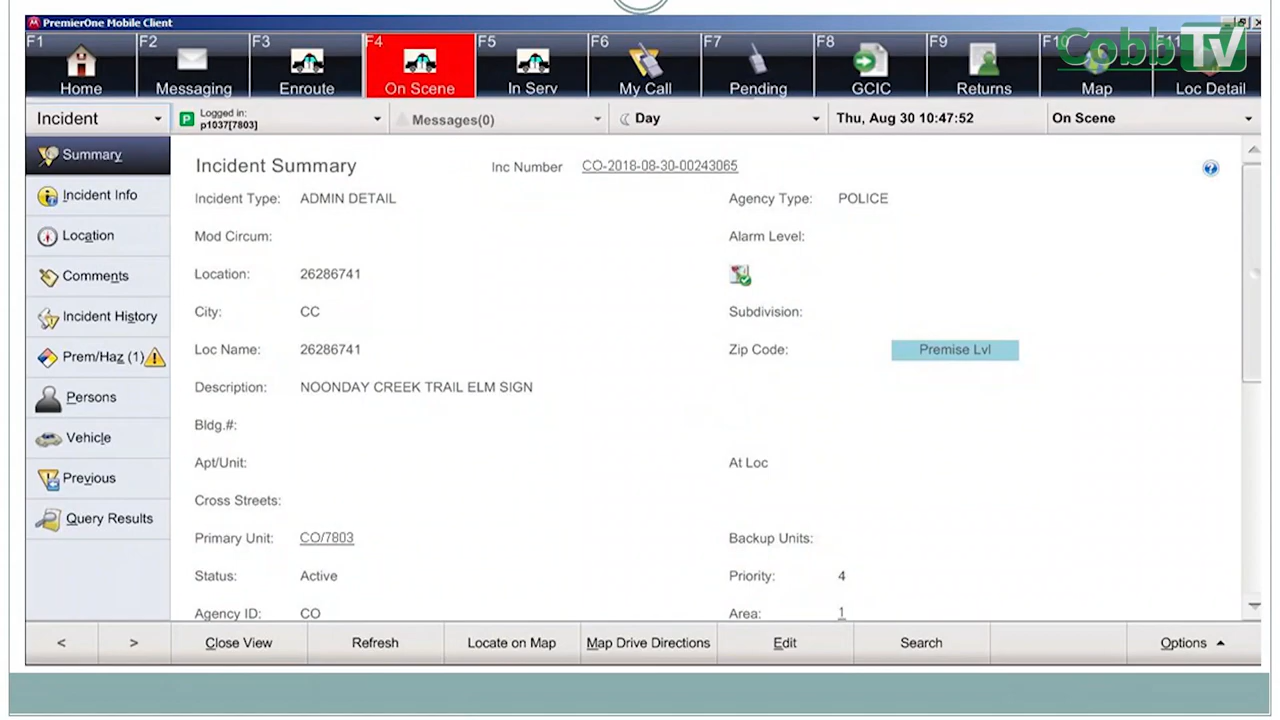 PremierOne Mobile Client
F1 F2 F3 F4 F5 F6 F7 F8 F9 F10 F11
Home Messaging Enroute On Scene In Serv My Call Pending GCIC Returns Map Loc Detail
Cobb TV
Incident
Logged in:
p1037[7803]
Messages(0)
Day
Thu, Aug 30 10:47:52
On Scene
Summary
Incident Info
Location
Comments
Incident History
Prem/Haz (1)
Persons
Vehicle
Previous
Query Results
Incident Summary Inc Number CO-2018-08-30-00243065
Incident Type: ADMIN DETAIL Agency Type: POLICE
Mod Circum: Alarm Level:
Location: 26286741
City: CC Subdivision:
Loc Name: 26286741 Zip Code: Premise Lvl
Description: NOONDAY CREEK TRAIL ELM SIGN
Bldg.#:
Apt/Unit: At Loc
Cross Streets:
Primary Unit: CO/7803 Backup Units:
Status: Active Priority: 4
Agency ID: CO Area: 1
< > Close View Refresh Locate on Map Map Drive Directions Edit Search Options